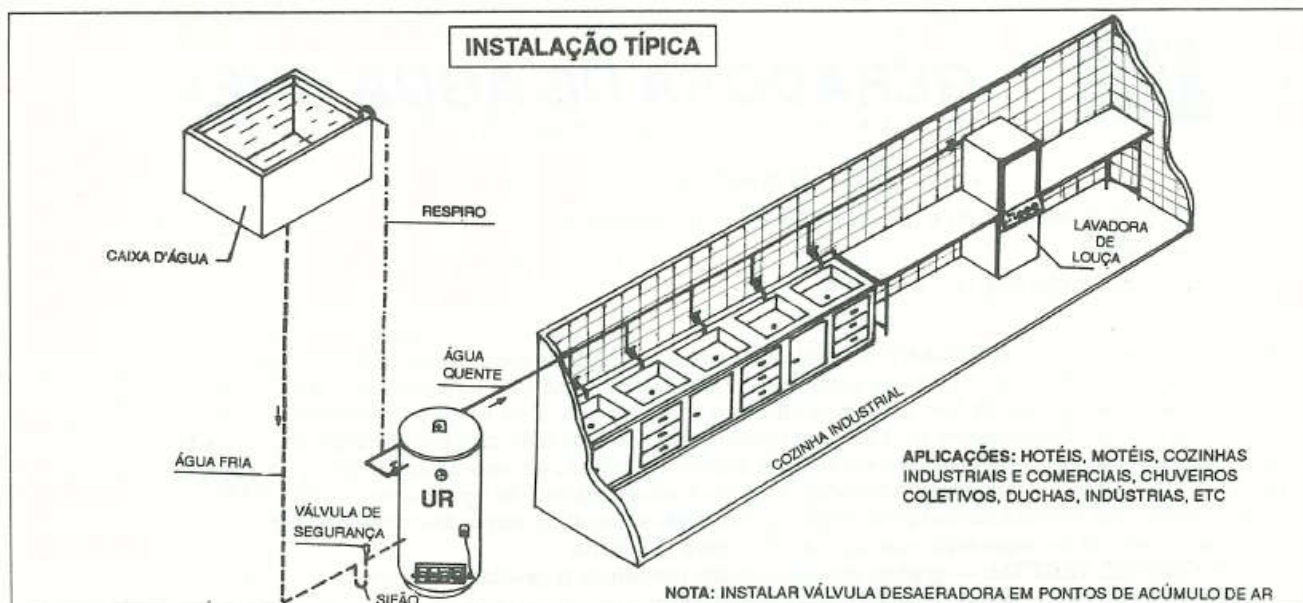 INSTALAÇÃO TÍPICA
RESPIRO
CAIXA D'ÁGUA
LAVADORA
DE
LOUÇA
ÁGUA
QUENTE
COZINHA INDUSTRIAL
ÁGUA FRIA
APLICAÇÕES: HOTÉIS, MOTÉIS, COZINHAS
INDUSTRIAIS E COMERCIAIS, CHUVEIROS
COLETIVOS, DUCHAS, INDÚSTRIAS, ETC
UR
VÁLVULA DE
SEGURANÇA
SIFÃO
NOTA: INSTALAR VÁLVULA DESAERADORA EM PONTOS DE ACÚMULO DE AR